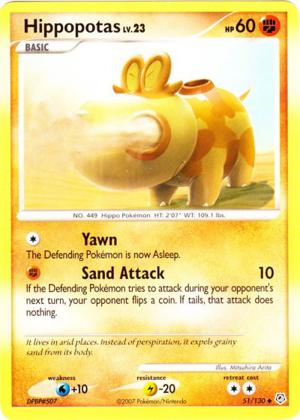 Hippopotas LV.23 HP 60
BASIC
NO. 449 Hippo Pokémon HT: 2'07" WT: 109.1 lbs.
Yawn
The Defending Pokémon is now Asleep.
Sand Attack 10
If the Defending Pokémon tries to attack during your opponent's
next turn, your opponent flips a coin. If tails, that attack does
nothing.
It lives in arid places. Instead of perspiration, it expels grainy
sand from its body.
Illus. Mitsuhiro Arita
weakness resistance retreat cost
+10 -20
DPBP#507 ©2007 Pokémon/Nintendo 51/130